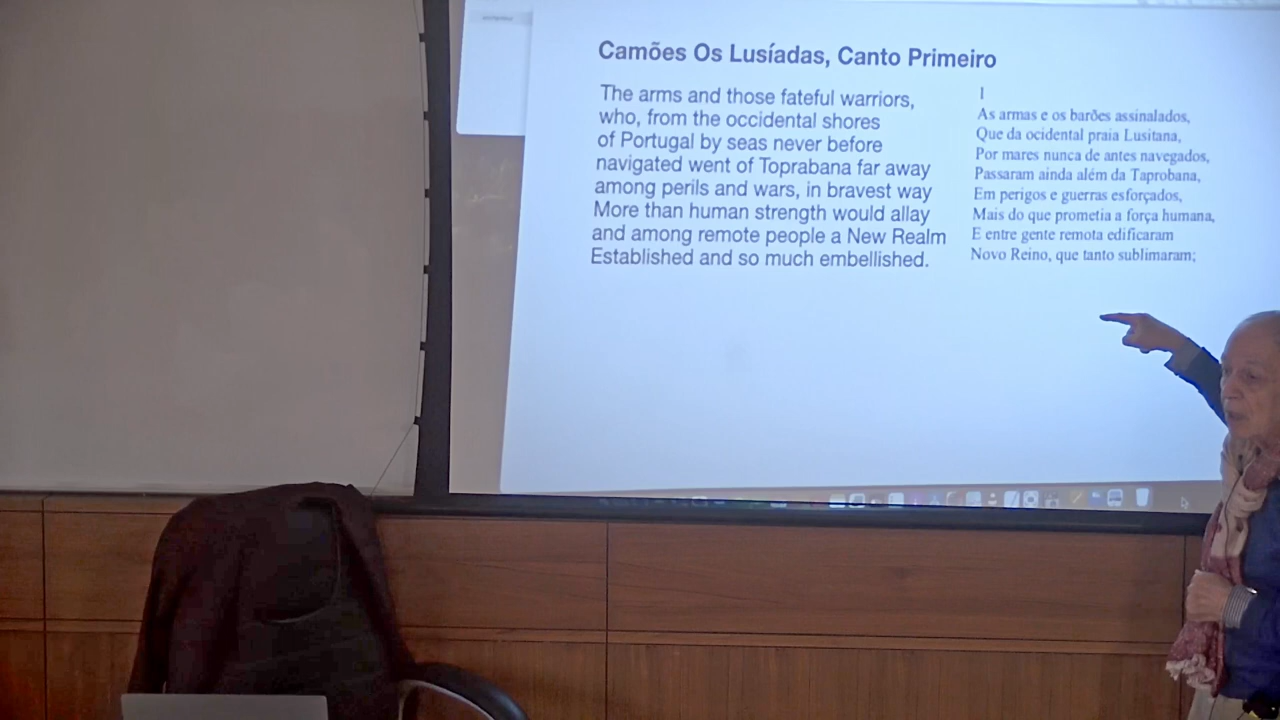 Camões Os Lusíadas, Canto Primeiro
The arms and those fateful warriors,
who, from the occidental shores
of Portugal by seas never before
navigated went of Toprabana far away
among perils and wars, in bravest way
More than human strength would allay
and among remote people a New Realm
Established and so much embellished.
I
As armas e os barões assinalados,
Que da ocidental praia Lusitana,
Por mares nunca de antes navegados,
Passaram ainda além da Taprobana,
Em perigos e guerras esforçados,
Mais do que prometia a força humana,
E entre gente remota edificaram
Novo Reino, que tanto sublimaram;